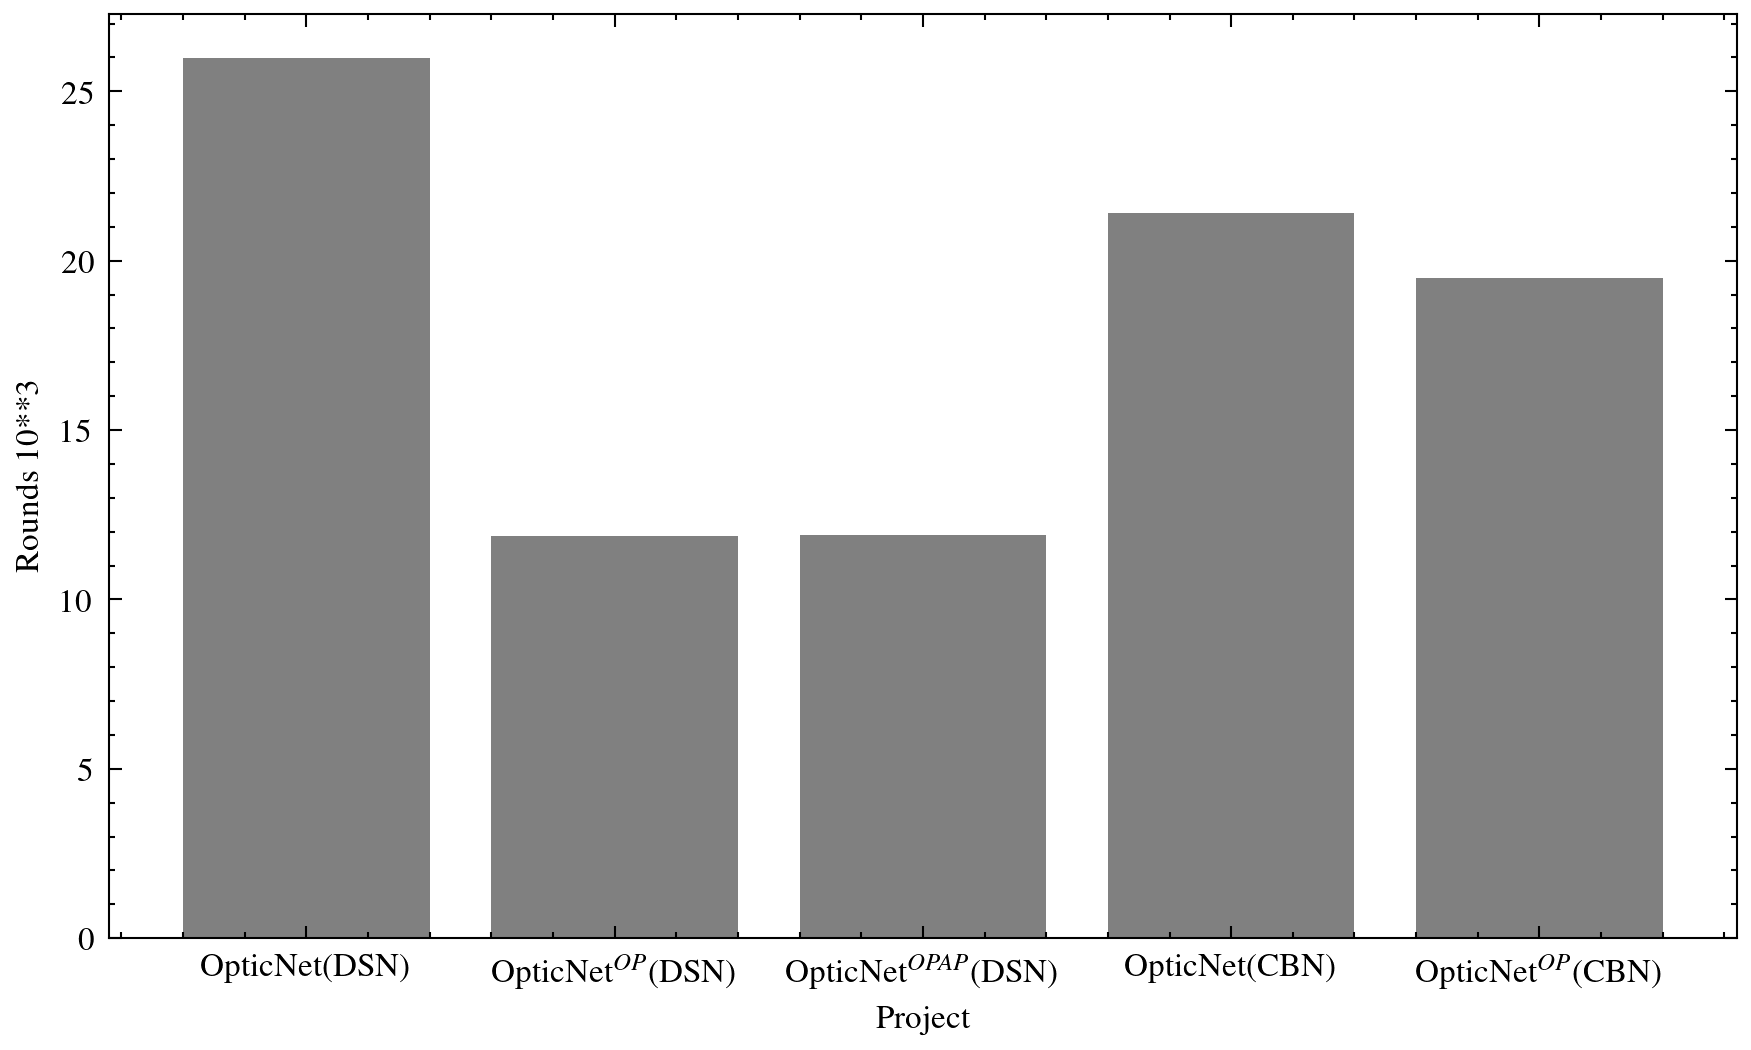 Rounds 10**3
25
20
15
10
5
0
OpticNet(DSN) OpticNet^OP(DSN) OpticNet^OPAP(DSN) OpticNet(CBN) OpticNet^OP(CBN)
Project